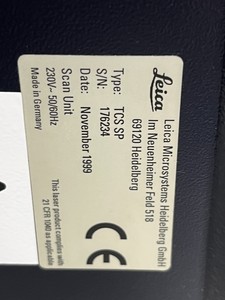 Leica
Leica Microsystems Heidelberg GmbH
Im Neuenheimer Feld 518
69120 Heidelberg
Type: TCS SP
S/N: 176234
Date: November 1999
Scan Unit
230V~ 50/60Hz
Made in Germany
CE
This laser product complies with
21 CFR 1040 as applicable